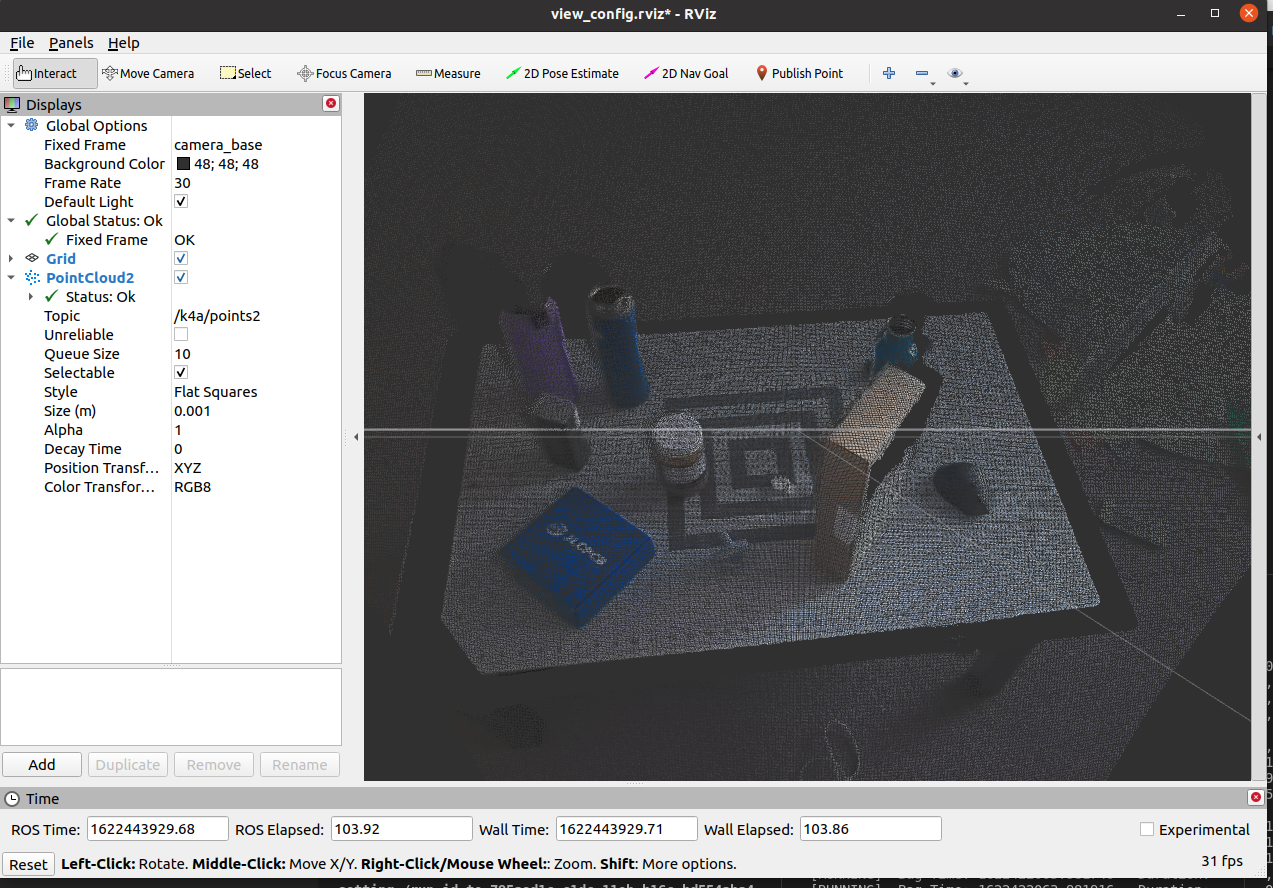 view_config.rviz* - RViz
File Panels Help
Interact Move Camera Select Focus Camera Measure 2D Pose Estimate 2D Nav Goal Publish Point
Displays
Global Options
Fixed Frame camera_base
Background Color 48; 48; 48
Frame Rate 30
Default Light
Global Status: Ok
Fixed Frame OK
Grid
PointCloud2
Status: Ok
Topic /k4a/points2
Unreliable
Queue Size 10
Selectable
Style Flat Squares
Size (m) 0.001
Alpha 1
Decay Time 0
Position Transf... XYZ
Color Transfor... RGB8
Add Duplicate Remove Rename
Time
ROS Time: 1622443929.68 ROS Elapsed: 103.92 Wall Time: 1622443929.71 Wall Elapsed: 103.86 Experimental
Reset Left-Click: Rotate. Middle-Click: Move X/Y. Right-Click/Mouse Wheel:: Zoom. Shift: More options. 31 fps